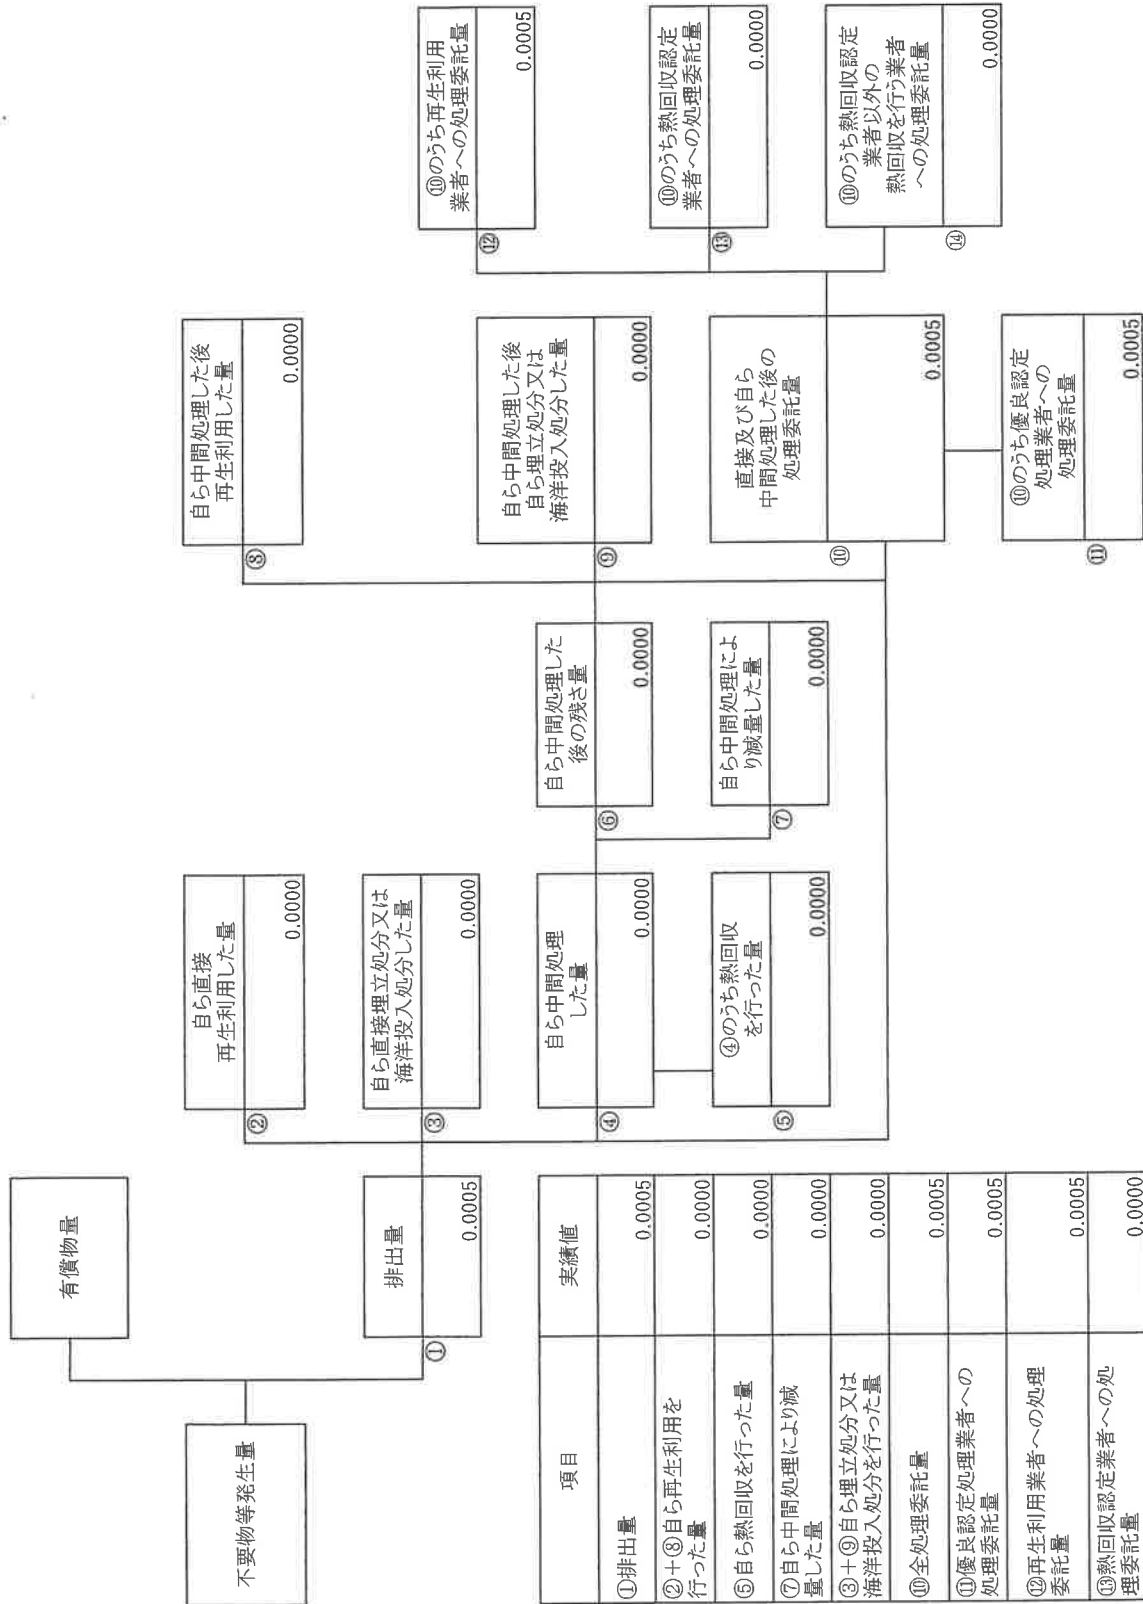 不要物等発生量
有償物量
排出量
①
0.0005
自ら直接
再生利用した量
②
0.0000
自ら直接埋立処分又は
海洋投入処分した量
③
0.0000
自ら中間処理
した量
④
0.0000
④のうち熱回収
を行った量
⑤
0.0000
自ら中間処理した
後の残さ量
⑥
0.0000
自ら中間処理によ
り減量した量
⑦
0.0000
自ら中間処理した後
再生利用した量
⑧
0.0000
自ら中間処理した後
自ら埋立処分又は
海洋投入処分した量
⑨
0.0000
直接及び自ら
中間処理した後の
処理委託量
⑩
0.0005
⑩のうち優良認定
処理業者への
処理委託量
⑪
0.0005
⑩のうち再生利用
業者への処理委託量
⑫
0.0005
⑩のうち熱回収認定
業者への処理委託量
⑬
0.0000
⑩のうち熱回収認定
業者以外の
熱回収を行う業者
への処理委託量
⑭
0.0000
項目 実績値
①排出量 0.0005
②+⑧自ら再生利用を
行った量 0.0000
⑤自ら熱回収を行った量 0.0000
⑦自ら中間処理により減
量した量 0.0000
③+⑨自ら埋立処分又は
海洋投入処分を行った量 0.0000
⑩全処理委託量 0.0005
⑪優良認定処理業者への
処理委託量 0.0005
⑫再生利用業者への処理
委託量 0.0005
⑬熱回収認定業者への処
理委託量 0.0000